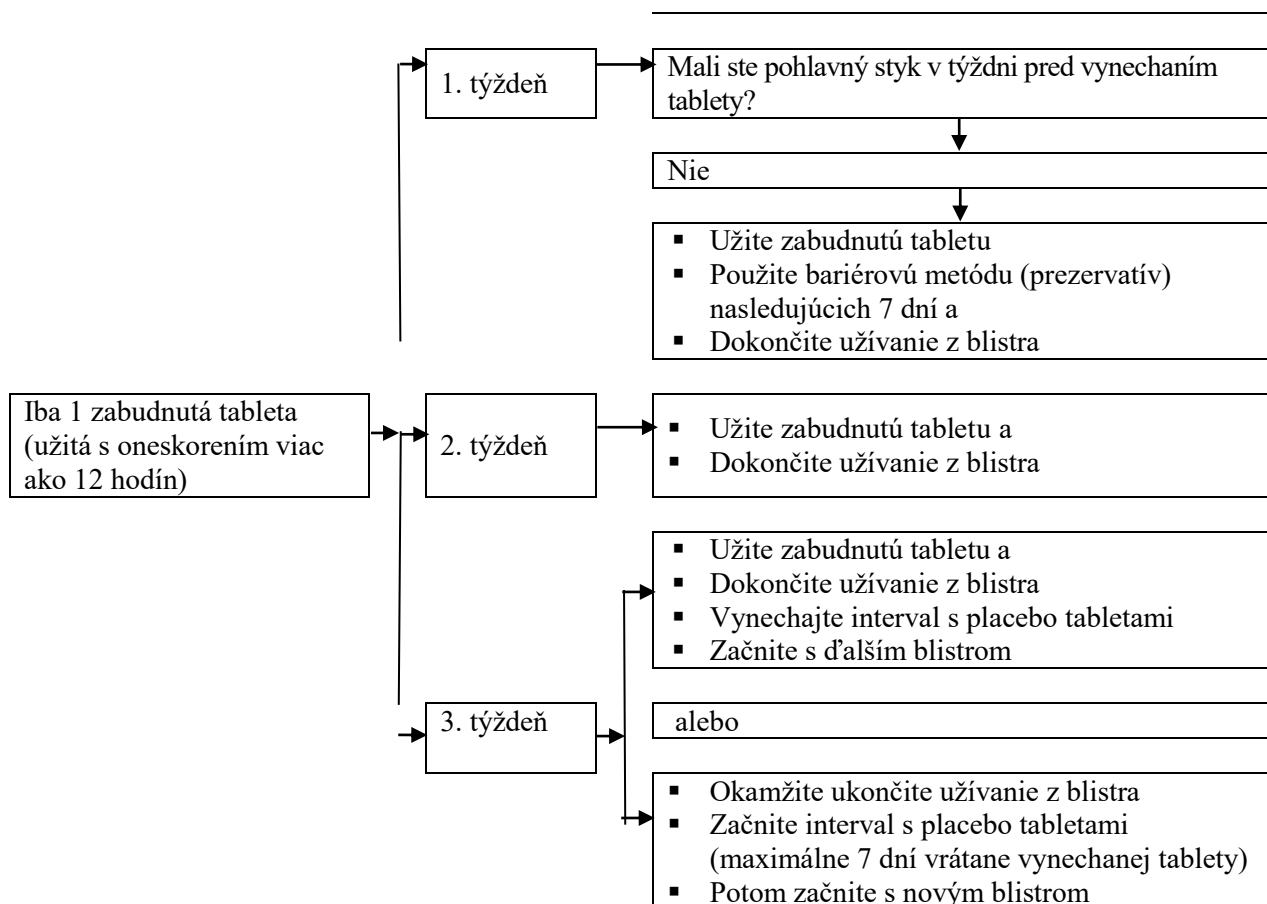 1. týždeň
Mali ste pohlavný styk v týždni pred vynechaním
tablety?
Nie
▪ Užite zabudnutú tabletu
▪ Použite bariérovú metódu (prezervatív)
nasledujúcich 7 dní a
▪ Dokončite užívanie z blistra
Iba 1 zabudnutá tableta
(užitá s oneskorením viac
ako 12 hodín)
2. týždeň
▪ Užite zabudnutú tabletu a
▪ Dokončite užívanie z blistra
▪ Užite zabudnutú tabletu a
▪ Dokončite užívanie z blistra
▪ Vynechajte interval s placebo tabletami
▪ Začnite s ďalším blistrom
3. týždeň
alebo
▪ Okamžite ukončite užívanie z blistra
▪ Začnite interval s placebo tabletami
(maximálne 7 dní vrátane vynechanej tablety)
▪ Potom začnite s novým blistrom